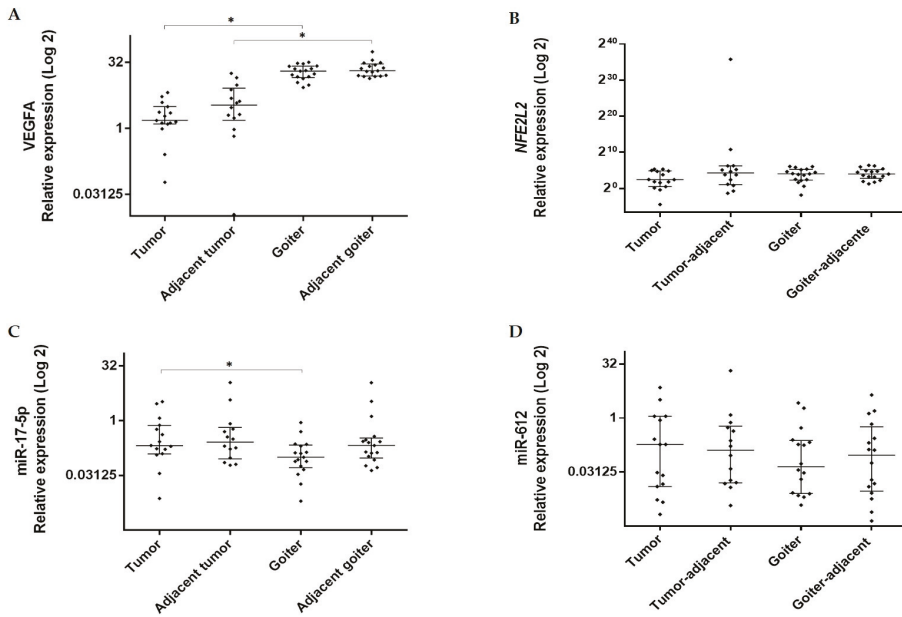 A
VEGFA
Relative expression (Log 2)
32
1
0.03125
*
*
Tumor
Adjacent tumor
Goiter
Adjacent goiter
B
NFE2L2
Relative expression (Log 2)
2^40
2^30
2^20
2^10
2^0
Tumor
Tumor-adjacent
Goiter
Goiter-adjacente
C
miR-17-5p
Relative expression (Log 2)
32
1
0.03125
*
Tumor
Adjacent tumor
Goiter
Adjacent goiter
D
miR-612
Relative expression (Log 2)
32
1
0.03125
Tumor
Tumor-adjacent
Goiter
Goiter-adjacent